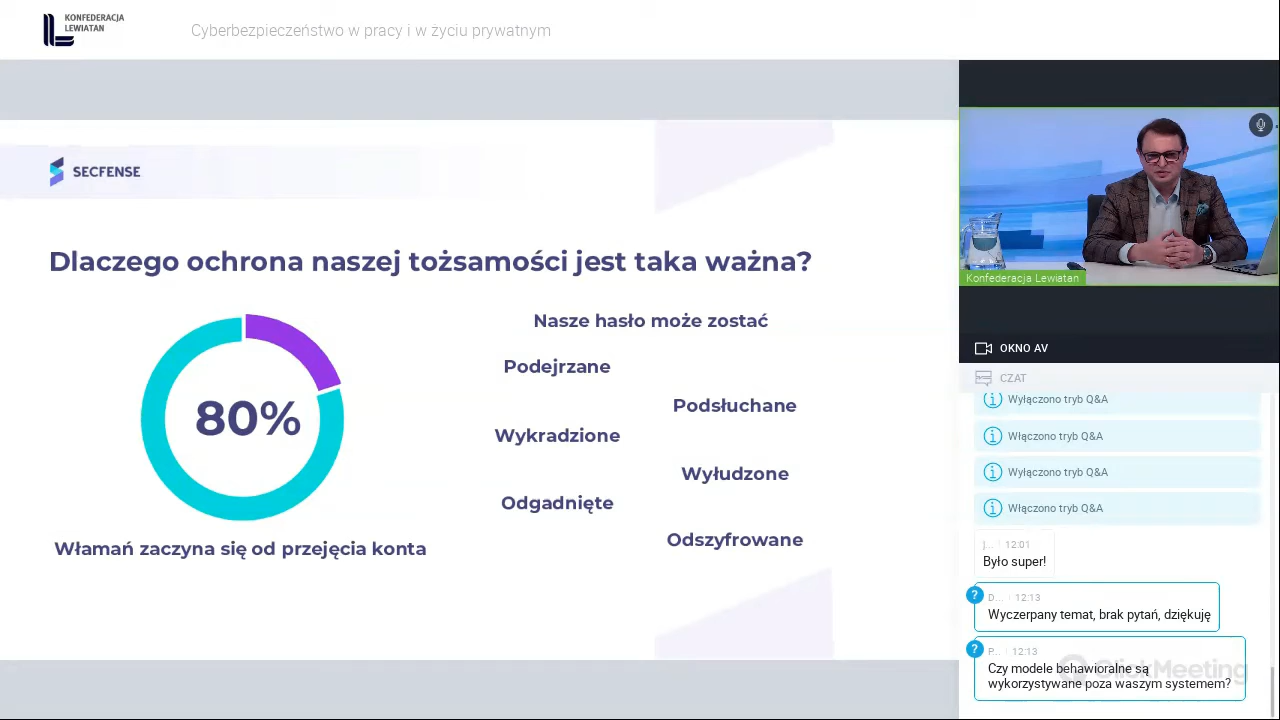 KONFEDERACJA
LEWIATAN
Cyberbezpieczeństwo w pracy i w życiu prywatnym
SECFENSE
Dlaczego ochrona naszej tożsamości jest taka ważna?
80%
Włamań zaczyna się od przejęcia konta
Nasze hasło może zostać
Podejrzane
Podsłuchane
Wykradzione
Wyłudzone
Odgadnięte
Odszyfrowane
Konfederacja Lewiatan
OKNO AV
CZAT
Wyłączono tryb Q&A
Włączono tryb Q&A
Wyłączono tryb Q&A
Włączono tryb Q&A
j... 12:01
Było super!
? D... 12:13
Wyczerpany temat, brak pytań, dziękuję
? P... 12:13
Czy modele behawioralne są
wykorzystywane poza waszym systemem?
ClickMeeting